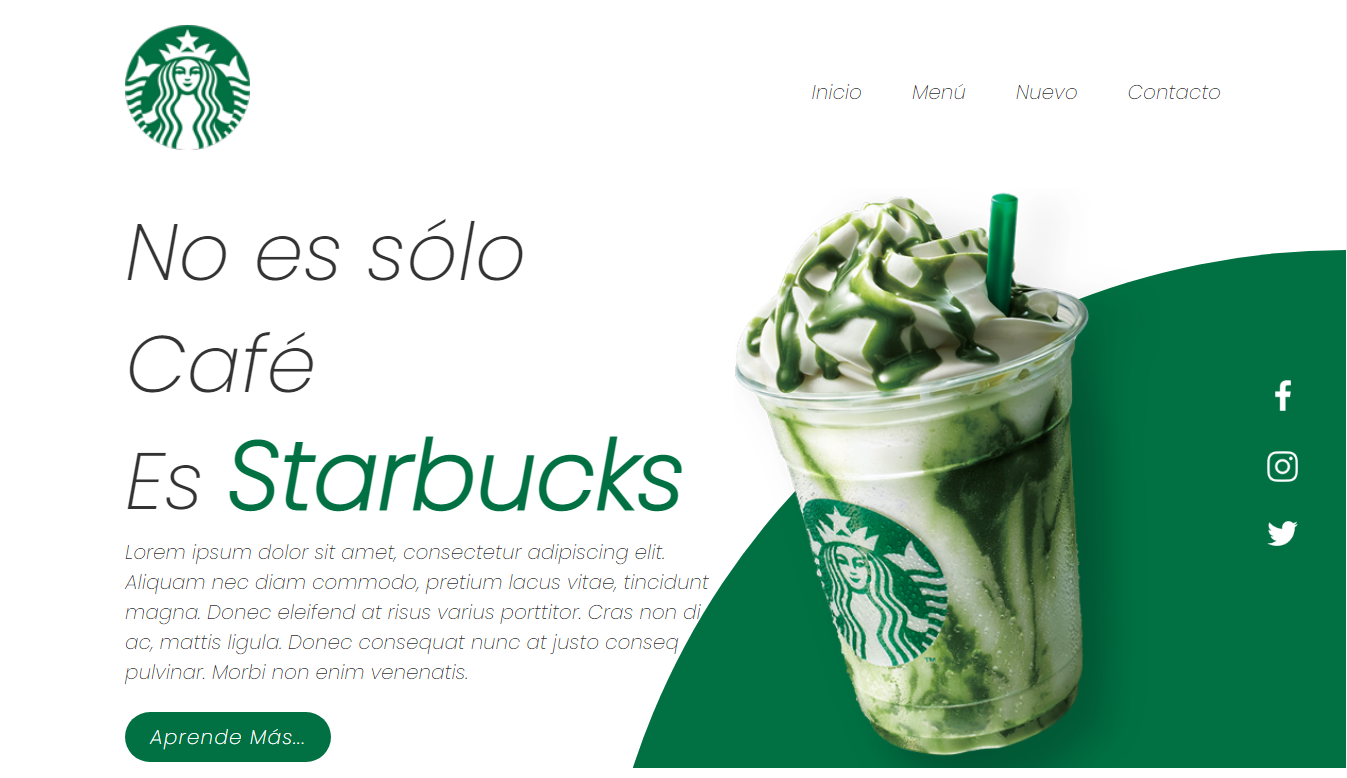 Inicio Menú Nuevo Contacto
No es sólo
Café
Es Starbucks
Lorem ipsum dolor sit amet, consectetur adipiscing elit.
Aliquam nec diam commodo, pretium lacus vitae, tincidunt
magna. Donec eleifend at risus varius porttitor. Cras non di
ac, mattis ligula. Donec consequat nunc at justo conseq
pulvinar. Morbi non enim venenatis.
Aprende Más...
TM